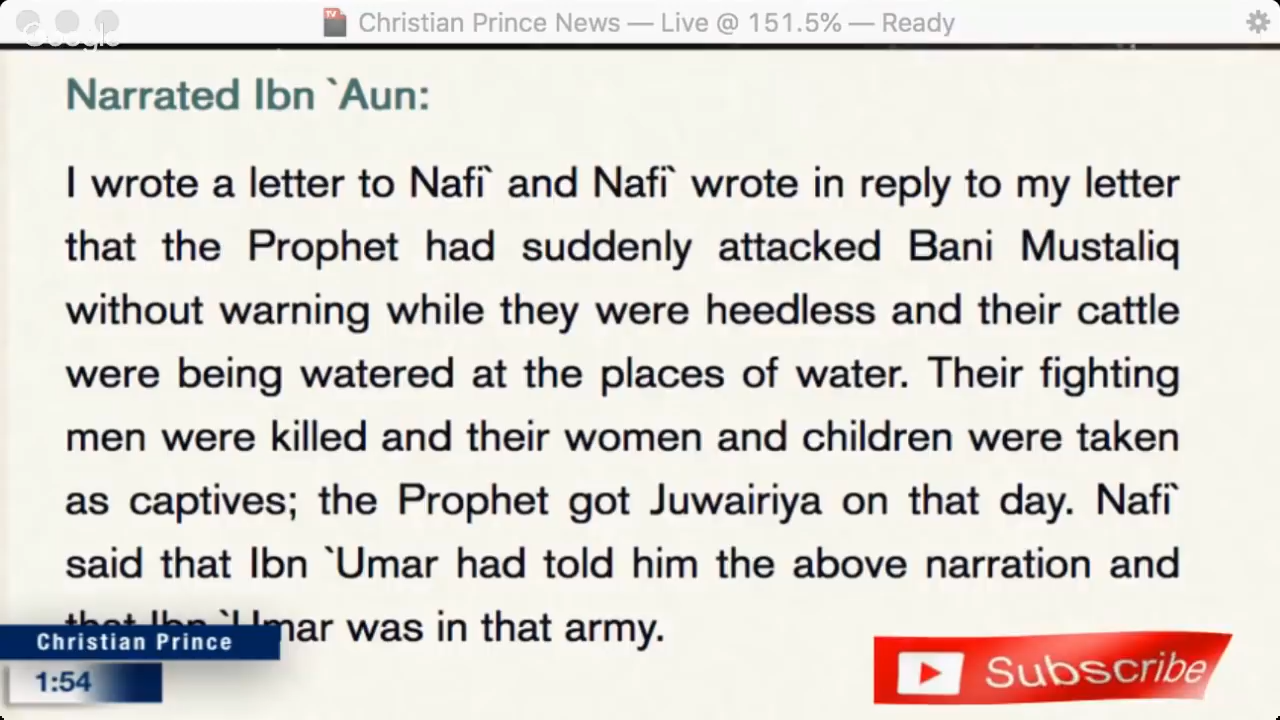 Christian Prince News — Live @ 151.5% — Ready
Google
Narrated Ibn `Aun:
I wrote a letter to Nafi` and Nafi` wrote in reply to my letter
that the Prophet had suddenly attacked Bani Mustaliq
without warning while they were heedless and their cattle
were being watered at the places of water. Their fighting
men were killed and their women and children were taken
as captives; the Prophet got Juwairiya on that day. Nafi`
said that Ibn `Umar had told him the above narration and
that Ibn `Umar was in that army.
Christian Prince
1:54
Subscribe